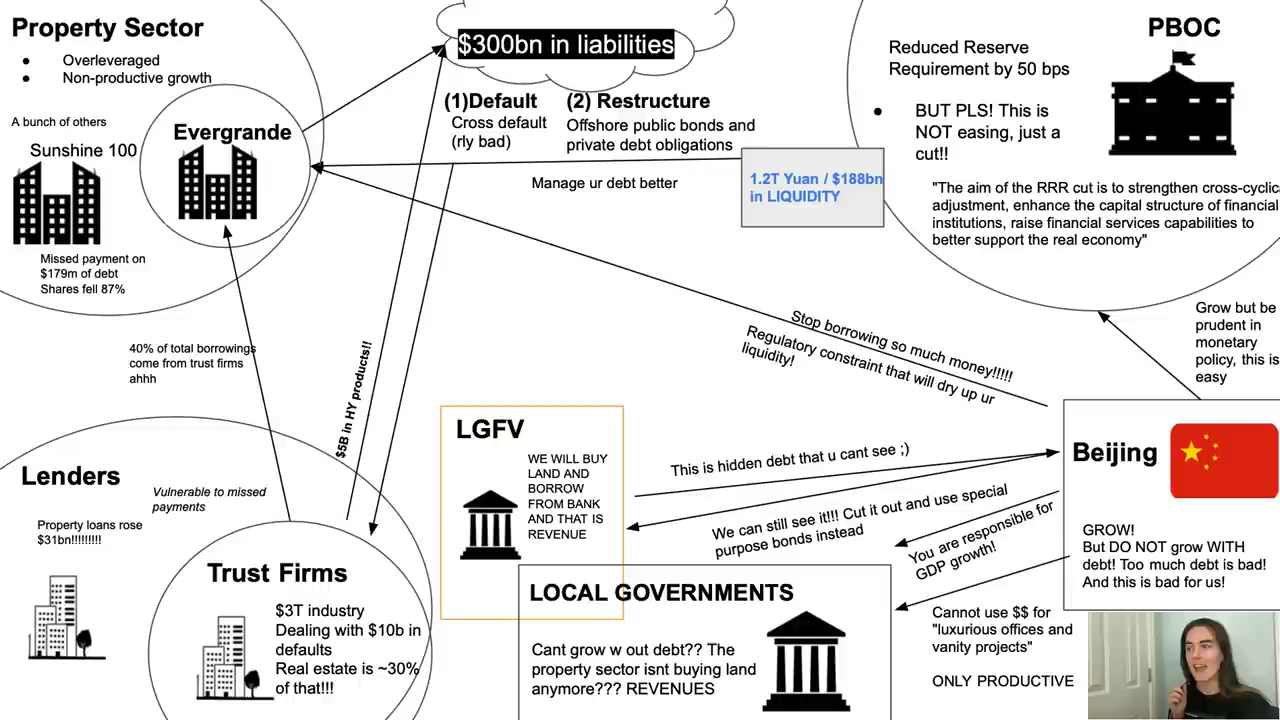 Property Sector
● Overleveraged
● Non-productive growth
A bunch of others
Sunshine 100
Evergrande
Missed payment on
$179m of debt
Shares fell 87%
$300bn in liabilities
(1)Default
Cross default
(rly bad)
(2) Restructure
Offshore public bonds and
private debt obligations
Manage ur debt better
1.2T Yuan / $188bn
in LIQUIDITY
PBOC
Reduced Reserve
Requirement by 50 bps
● BUT PLS! This is
NOT easing, just a
cut!!
"The aim of the RRR cut is to strengthen cross-cyclica
adjustment, enhance the capital structure of financial
institutions, raise financial services capabilities to
better support the real economy"
Grow but be
prudent in
monetary
policy, this is
easy
Stop borrowing so much money!!!!!
Regulatory constraint that will dry up ur
liquidity!
40% of total borrowings
come from trust firms
ahhh
$5B in HY products!!
Lenders
Vulnerable to missed
payments
Property loans rose
$31bn!!!!!!!!!
Trust Firms
$3T industry
Dealing with $10b in
defaults
Real estate is ~30%
of that!!!
LGFV
WE WILL BUY
LAND AND
BORROW
FROM BANK
AND THAT IS
REVENUE
This is hidden debt that u cant see ;)
We can still see it!!! Cut it out and use special
purpose bonds instead
You are responsible for
GDP growth!
Beijing
GROW!
But DO NOT grow WITH
debt! Too much debt is bad!
And this is bad for us!
LOCAL GOVERNMENTS
Cant grow w out debt?? The
property sector isnt buying land
anymore??? REVENUES
Cannot use $$ for
"luxurious offices and
vanity projects"
ONLY PRODUCTIVE